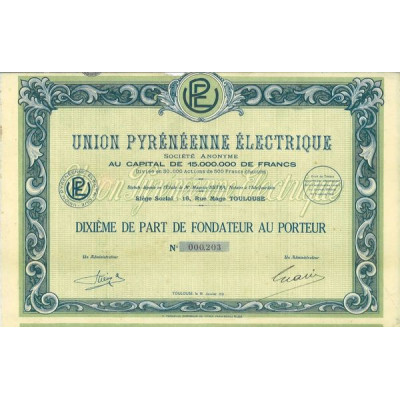 UPE
UNION PYRÉNÉENNE ÉLECTRIQUE
SOCIÉTÉ ANONYME
AU CAPITAL DE 15.000.000 DE FRANCS
Siège Social : 16, Rue Mage TOULOUSE
DIXIÈME DE PART DE FONDATEUR AU PORTEUR
N° 006203
Un Administrateur Un Administrateur